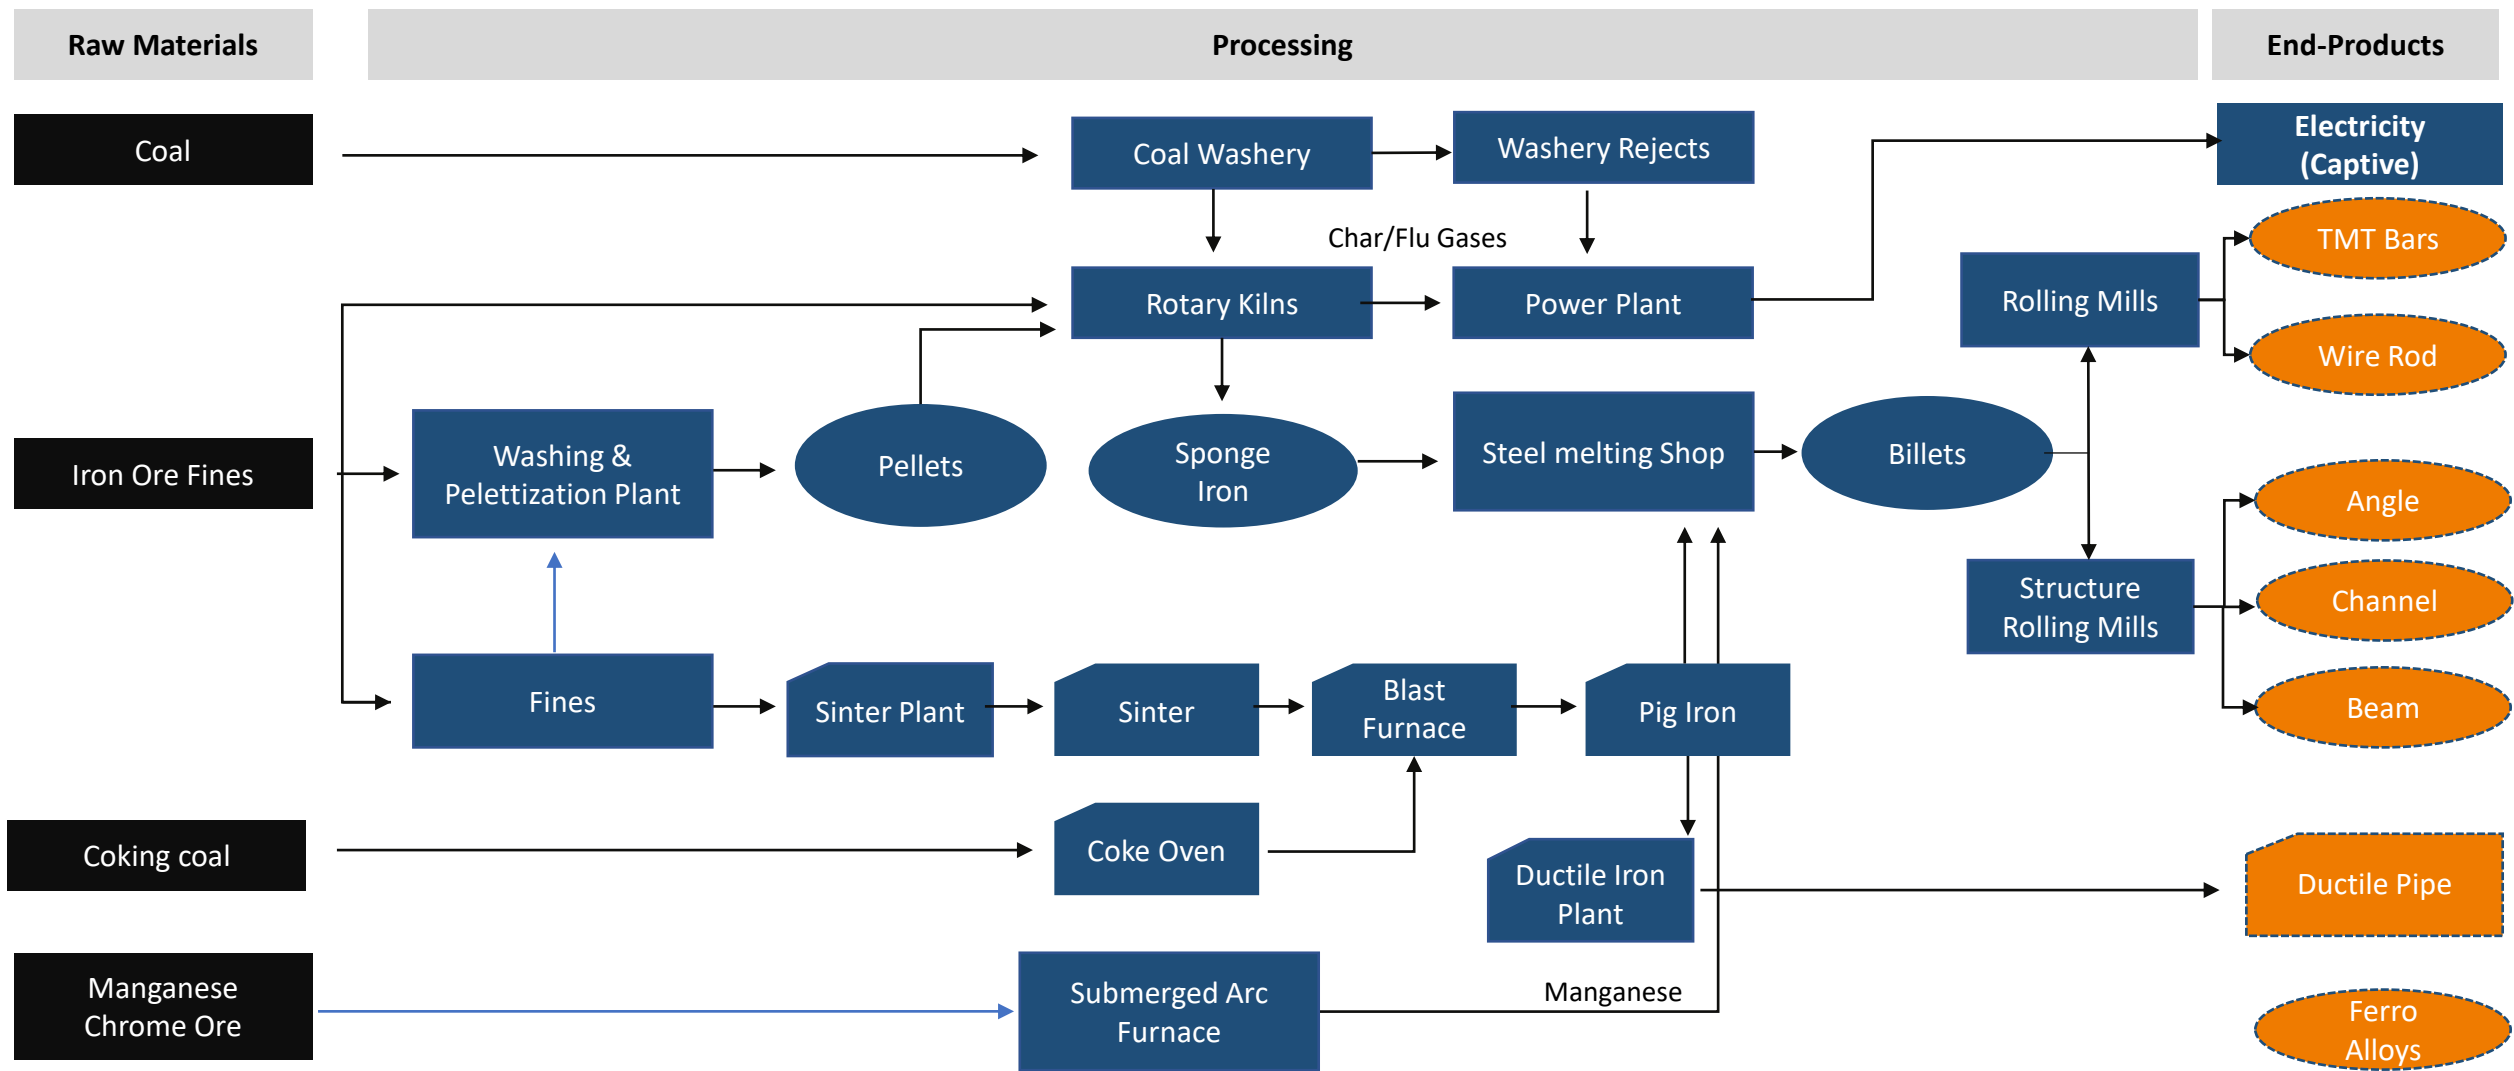 Raw Materials
Processing
End-Products
Coal
Coal Washery
Washery Rejects
Electricity
(Captive)
Char/Flu Gases
TMT Bars
Rotary Kilns
Power Plant
Rolling Mills
Wire Rod
Iron Ore Fines
Washing &
Pelettization Plant
Pellets
Sponge
Iron
Steel melting Shop
Billets
Angle
Structure
Rolling Mills
Channel
Fines
Sinter Plant
Sinter
Blast
Furnace
Pig Iron
Beam
Coking coal
Coke Oven
Ductile Iron
Plant
Ductile Pipe
Manganese
Chrome Ore
Submerged Arc
Furnace
Manganese
Ferro
Alloys